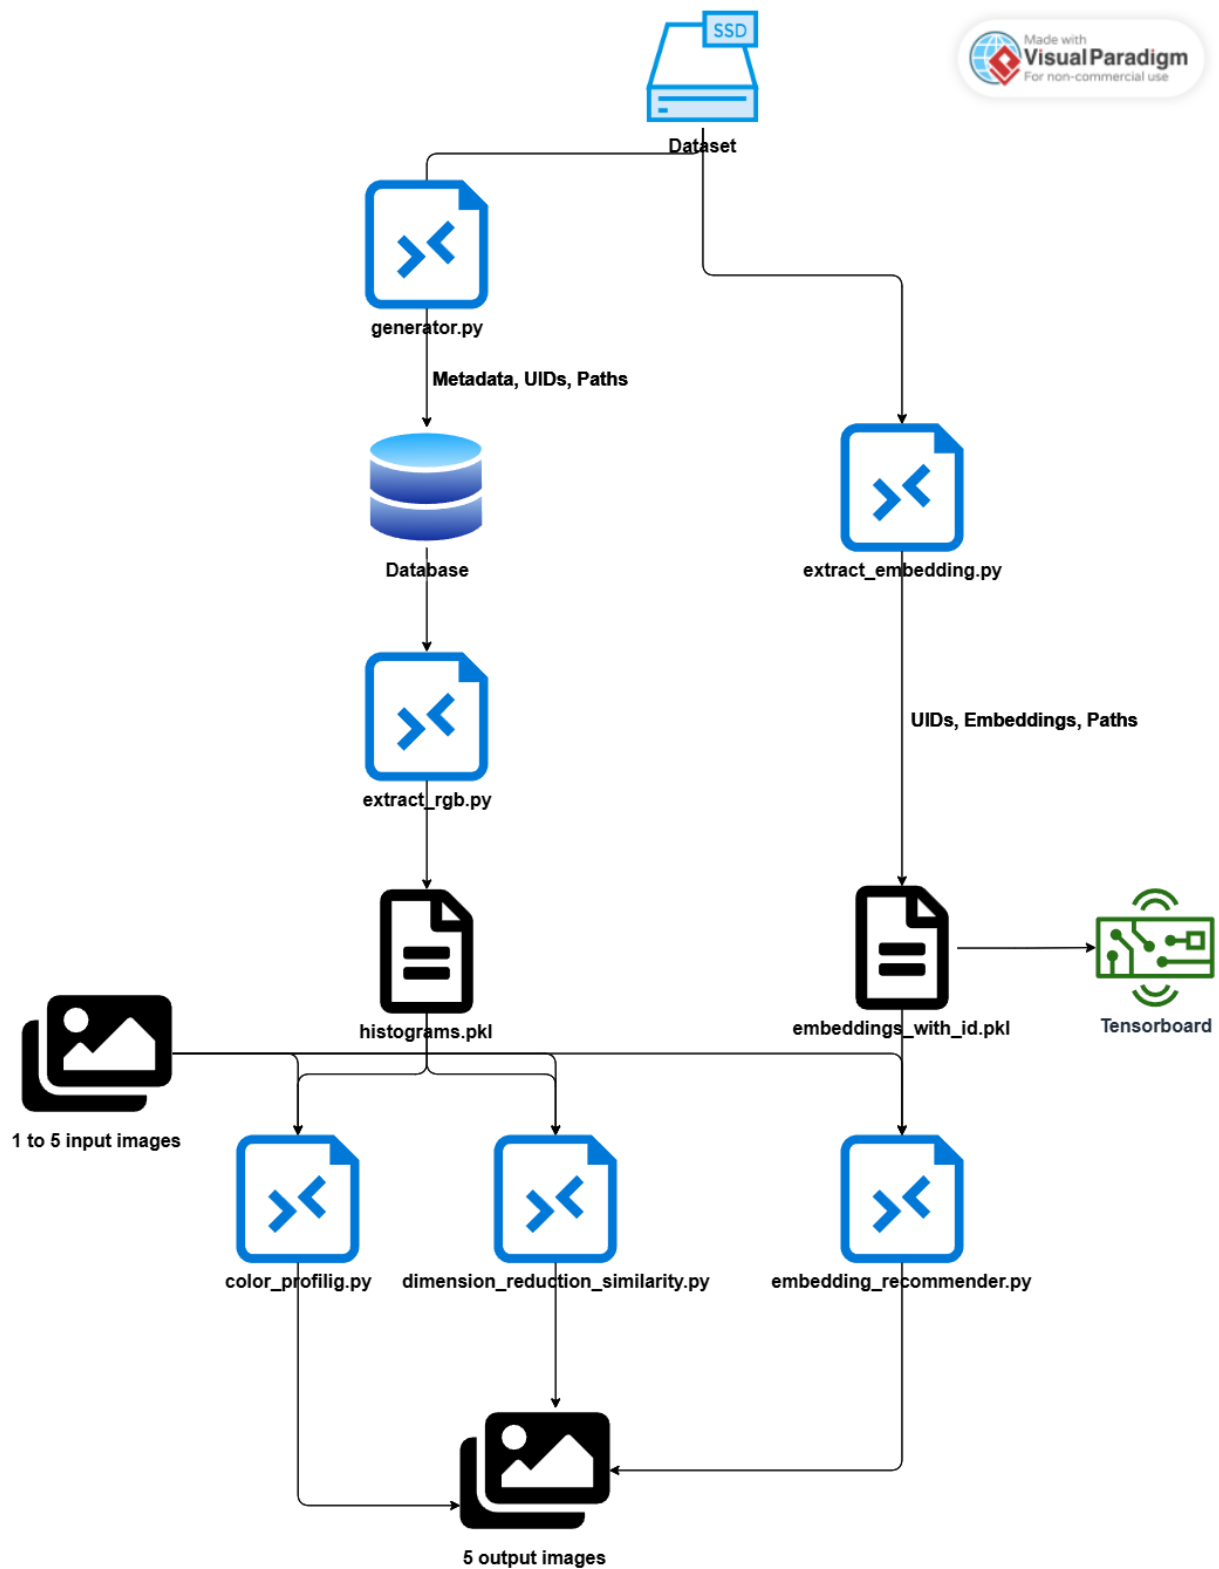 SSD
Made with
Visual Paradigm
For non-commercial use
Dataset
generator.py
Metadata, UIDs, Paths
Database
extract_embedding.py
extract_rgb.py
UIDs, Embeddings, Paths
histograms.pkl
embeddings_with_id.pkl
Tensorboard
1 to 5 input images
color_profilig.py
dimension_reduction_similarity.py
embedding_recommender.py
5 output images